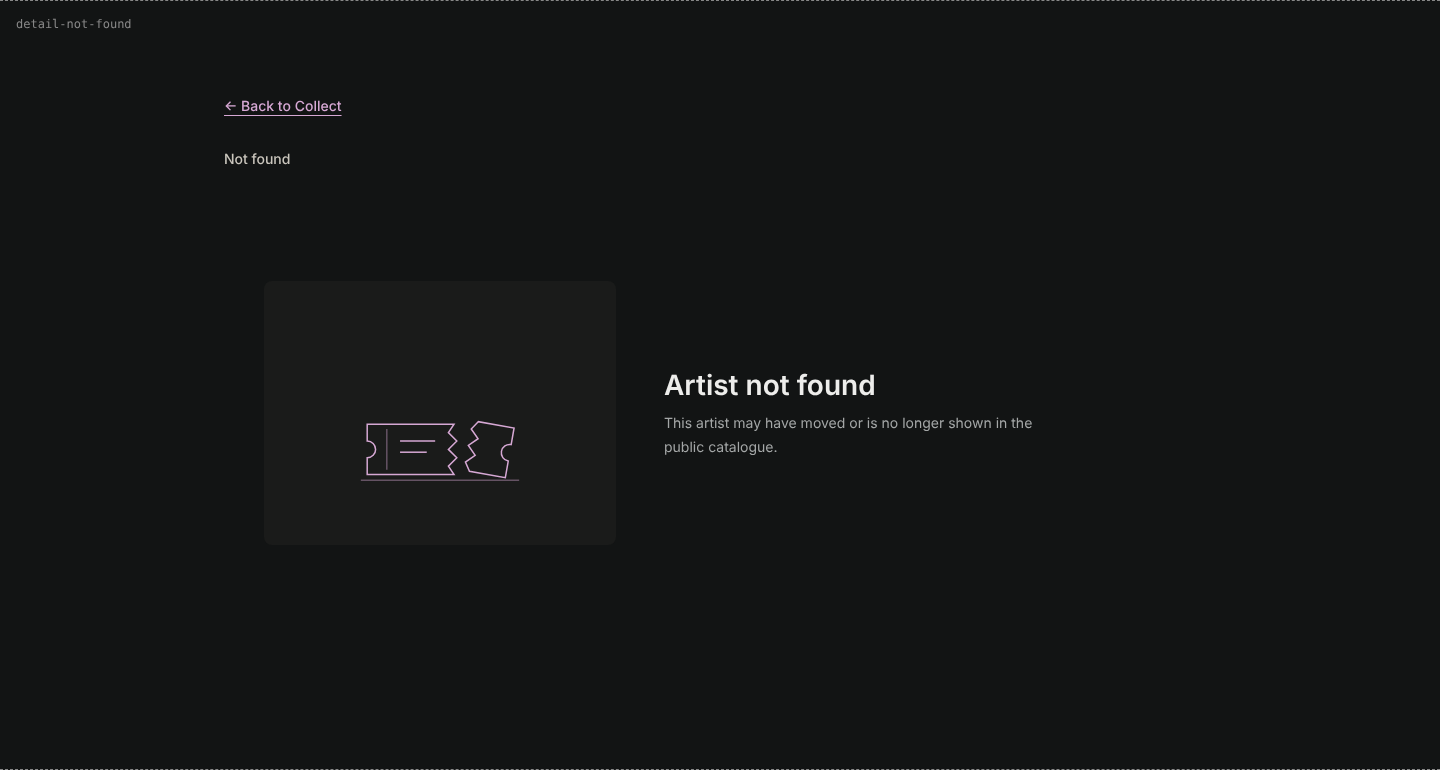 detail-not-found
← Back to Collect
Not found
Artist not found
This artist may have moved or is no longer shown in the
public catalogue.